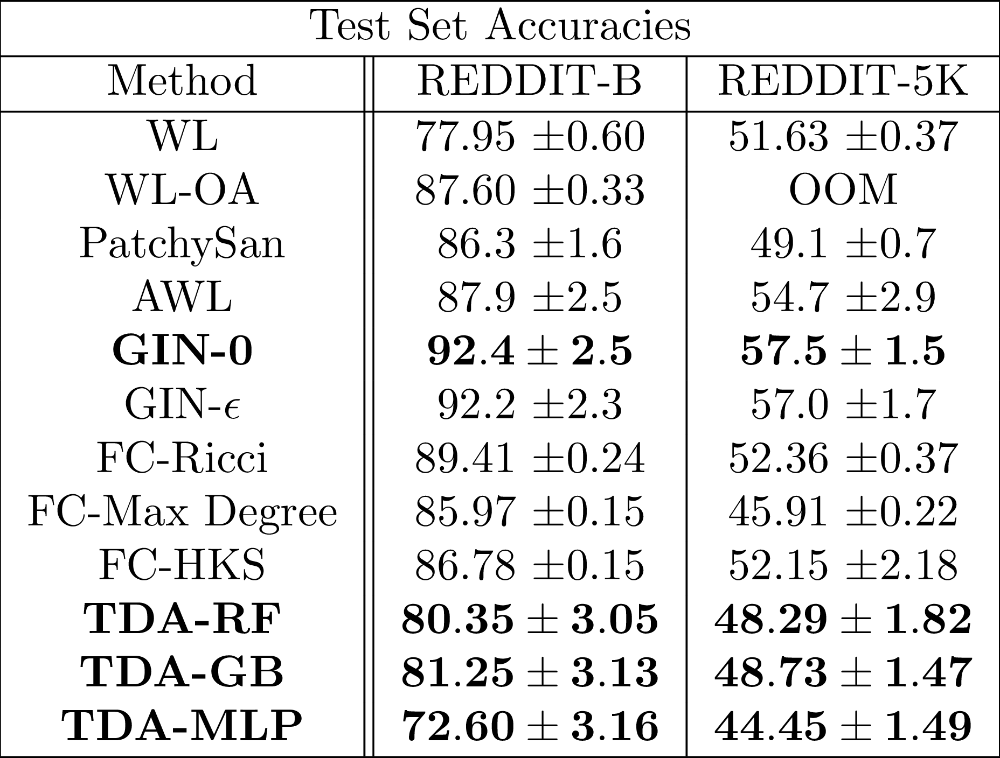 Test Set Accuracies
Method REDDIT-B REDDIT-5K
WL 77.95 ±0.60 51.63 ±0.37
WL-OA 87.60 ±0.33 OOM
PatchySan 86.3 ±1.6 49.1 ±0.7
AWL 87.9 ±2.5 54.7 ±2.9
GIN-0 92.4 ± 2.5 57.5 ± 1.5
GIN-ϵ 92.2 ±2.3 57.0 ±1.7
FC-Ricci 89.41 ±0.24 52.36 ±0.37
FC-Max Degree 85.97 ±0.15 45.91 ±0.22
FC-HKS 86.78 ±0.15 52.15 ±2.18
TDA-RF 80.35 ± 3.05 48.29 ± 1.82
TDA-GB 81.25 ± 3.13 48.73 ± 1.47
TDA-MLP 72.60 ± 3.16 44.45 ± 1.49